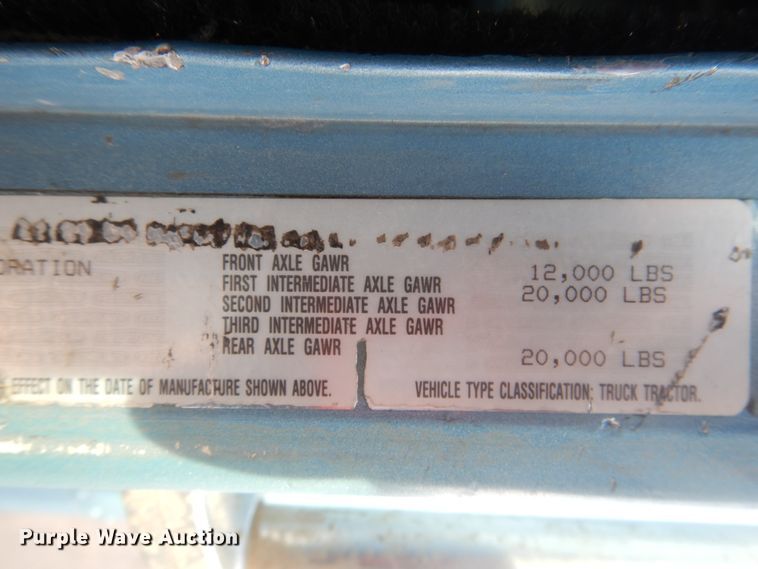 ORATION
FRONT AXLE GAWR 12,000 LBS
FIRST INTERMEDIATE AXLE GAWR 20,000 LBS
SECOND INTERMEDIATE AXLE GAWR
THIRD INTERMEDIATE AXLE GAWR
REAR AXLE GAWR 20,000 LBS
EFFECT ON THE DATE OF MANUFACTURE SHOWN ABOVE. VEHICLE TYPE CLASSIFICATION: TRUCK TRACTOR.
Purple Wave Auction